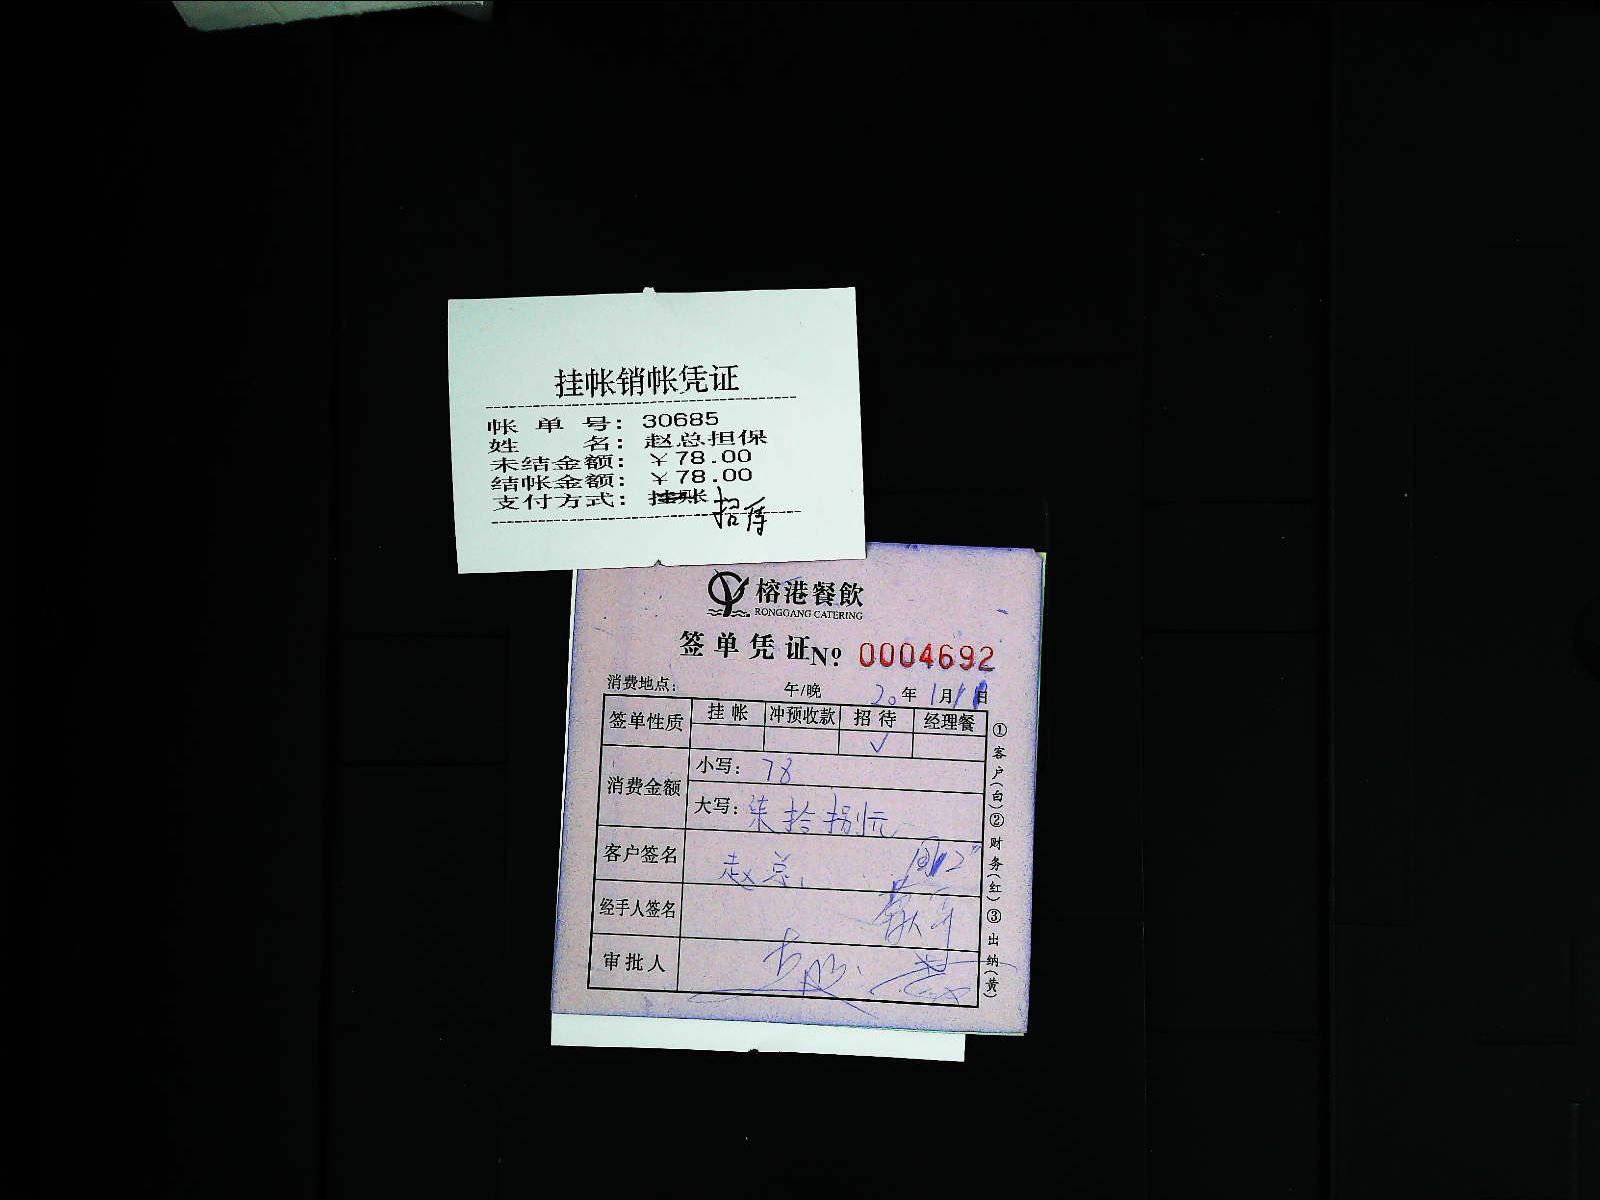 挂帐销帐凭证
帐单号：30685
姓名：赵总担保
未结金额：￥78.00
结帐金额：￥78.00
支付方式：挂账
榕港餐飲
RONGGANG CATERING
签单凭证№ 0004692
消费地点： 午/晚 20年1月11日
签单性质 挂帐 冲预收款 招待 经理餐
√
消费金额 小写：78
大写：柒拾捌元
客户签名 赵总
经手人签名
审批人
①客户(白)②财务(红)③出纳(黄)